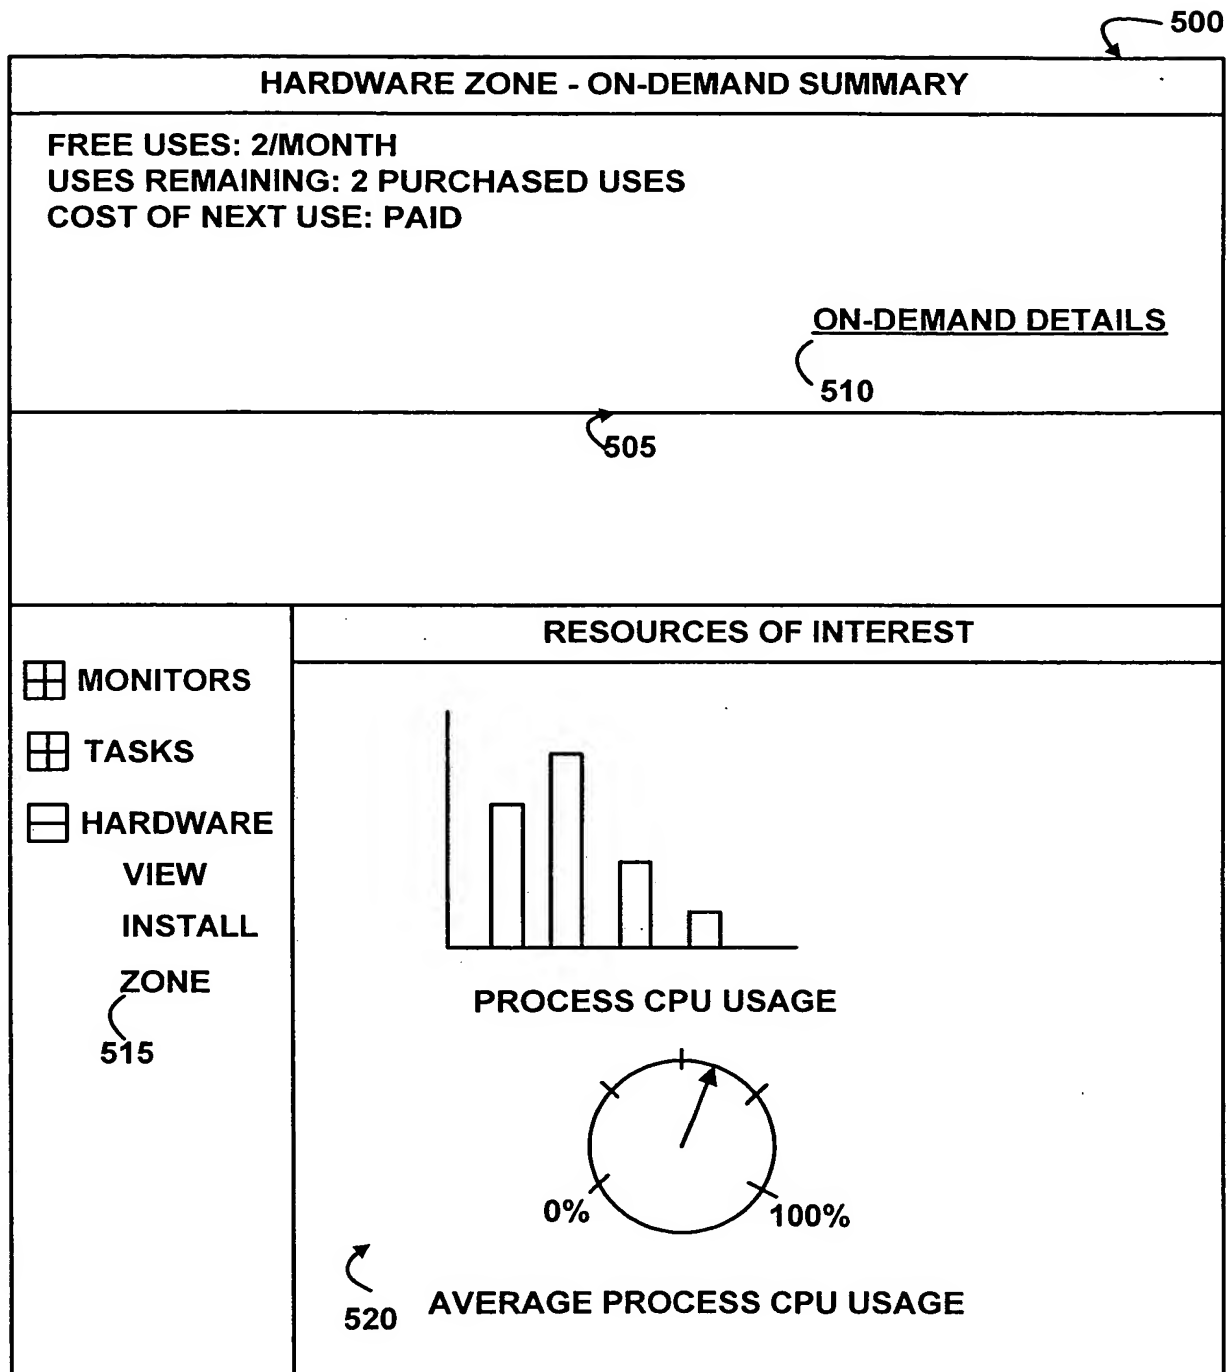 500
HARDWARE ZONE - ON-DEMAND SUMMARY
FREE USES: 2/MONTH
USES REMAINING: 2 PURCHASED USES
COST OF NEXT USE: PAID
ON-DEMAND DETAILS
510
505
RESOURCES OF INTEREST
MONITORS
TASKS
HARDWARE
VIEW
INSTALL
ZONE
515
PROCESS CPU USAGE
0%
100%
520
AVERAGE PROCESS CPU USAGE